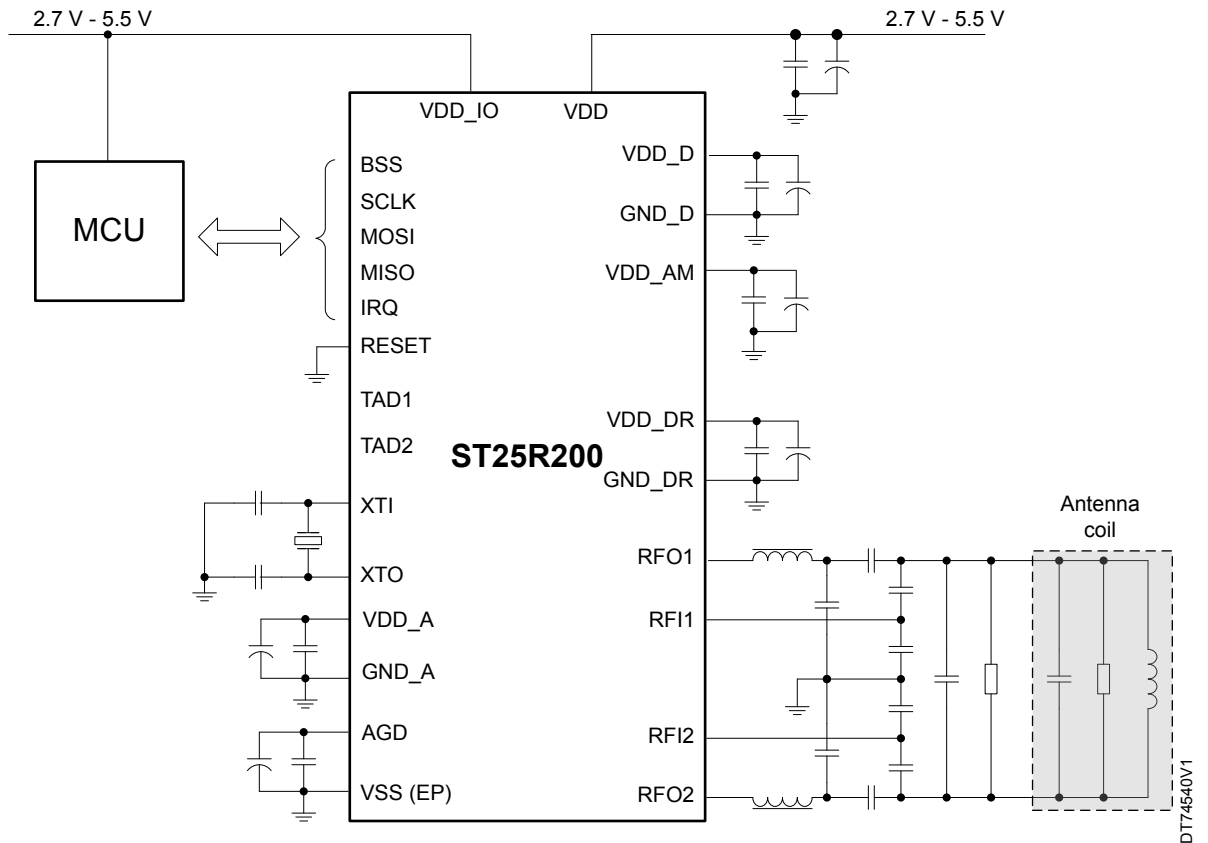 2.7 V - 5.5 V
2.7 V - 5.5 V
VDD_IO
VDD
MCU
BSS
SCLK
MOSI
MISO
IRQ
RESET
TAD1
TAD2
XTI
XTO
VDD_A
GND_A
AGD
VSS (EP)
ST25R200
VDD_D
GND_D
VDD_AM
VDD_DR
GND_DR
RFO1
RFI1
RFI2
RFO2
Antenna
coil
DT74540V1